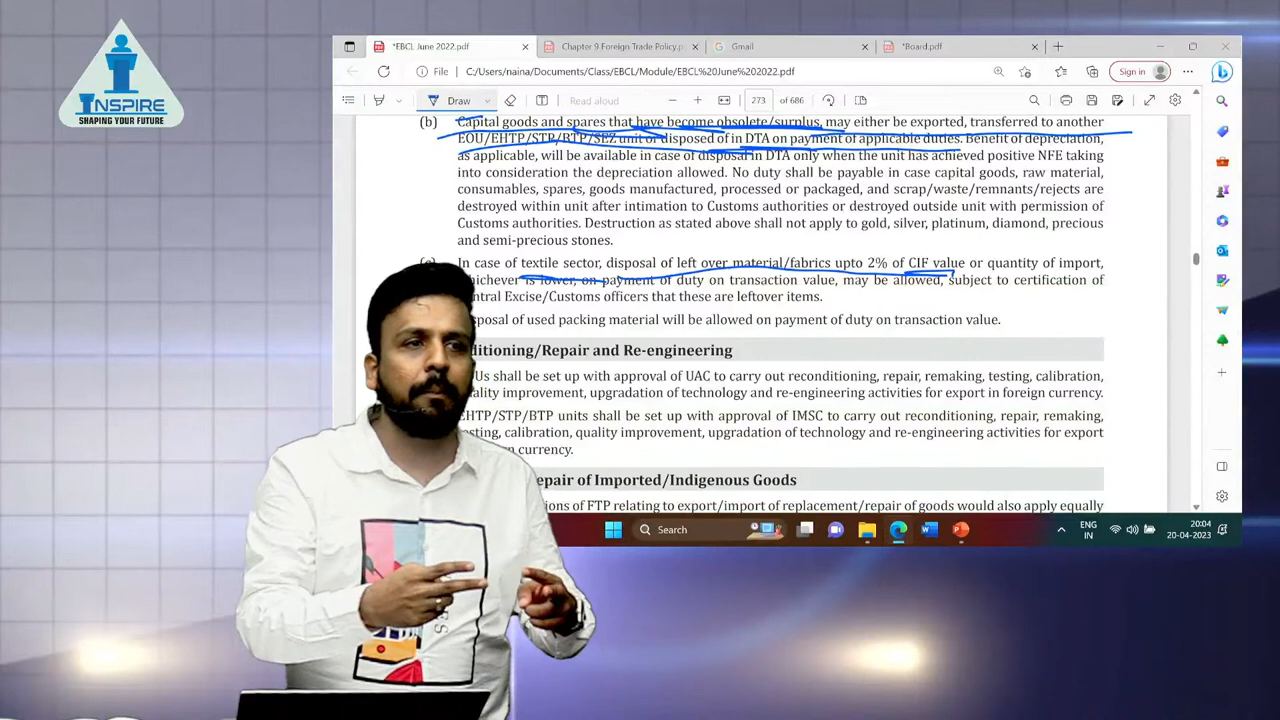 INSPIRE
SHAPING YOUR FUTURE
*EBCL June 2022.pdf
Chapter 9 Foreign Trade Policy.p
Gmail
*Board.pdf
File
C:/Users/naina/Documents/Class/EBCL/Module/EBCL%20June%202022.pdf
Sign in
Draw
Read aloud
273 of 686
(b) Capital goods and spares that have become obsolete/surplus, may either be exported, transferred to another
EOU/EHTP/STP/BTP/SEZ unit or disposed of in DTA on payment of applicable duties. Benefit of depreciation,
as applicable, will be available in case of disposal in DTA only when the unit has achieved positive NFE taking
into consideration the depreciation allowed. No duty shall be payable in case capital goods, raw material,
consumables, spares, goods manufactured, processed or packaged, and scrap/waste/remnants/rejects are
destroyed within unit after intimation to Customs authorities or destroyed outside unit with permission of
Customs authorities. Destruction as stated above shall not apply to gold, silver, platinum, diamond, precious
and semi-precious stones.
In case of textile sector, disposal of left over material/fabrics upto 2% of CIF value or quantity of import,
whichever is lower, on payment of duty on transaction value, may be allowed, subject to certification of
ntral Excise/Customs officers that these are leftover items.
sposal of used packing material will be allowed on payment of duty on transaction value.
ditioning/Repair and Re-engineering
Us shall be set up with approval of UAC to carry out reconditioning, repair, remaking, testing, calibration,
ality improvement, upgradation of technology and re-engineering activities for export in foreign currency.
EHTP/STP/BTP units shall be set up with approval of IMSC to carry out reconditioning, repair, remaking,
sting, calibration, quality improvement, upgradation of technology and re-engineering activities for export
n currency.
epair of Imported/Indigenous Goods
ions of FTP relating to export/import of replacement/repair of goods would also apply equally
Search
ENG
IN
20:04
20-04-2023